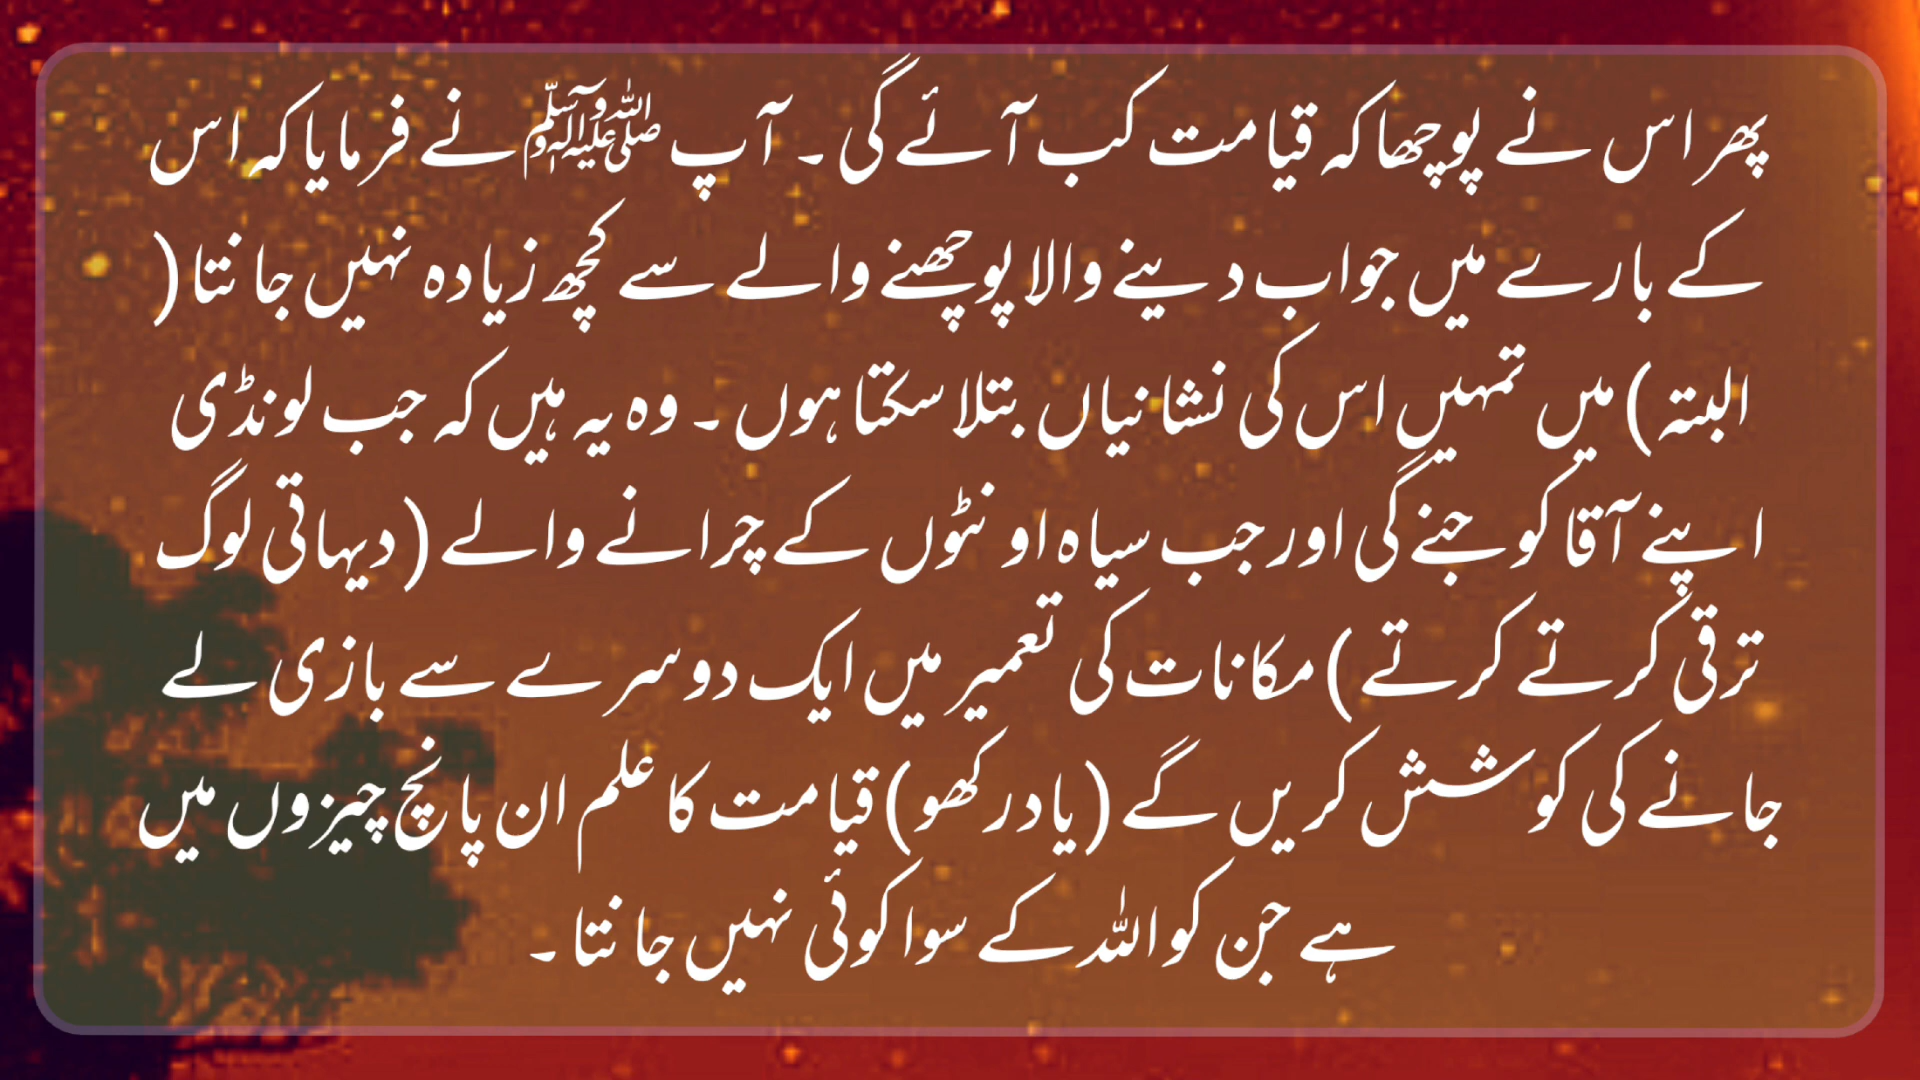 پھر اس نے پوچھا کہ قیامت کب آئے گی۔ آپ ﷺ نے فرمایا کہ اس
کے بارے میں جواب دینے والا پوچھنے والے سے کچھ زیادہ نہیں جانتا (
البتہ) میں تمہیں اس کی نشانیاں بتلا سکتا ہوں۔ وہ یہ ہیں کہ جب لونڈی
اپنے آقا کو جنے گی اور جب سیاہ اونٹوں کے چرانے والے (دیہاتی لوگ
ترقی کرتے کرتے) مکانات کی تعمیر میں ایک دوسرے سے بازی لے
جانے کی کوشش کریں گے (یاد رکھو) قیامت کا علم ان پانچ چیزوں میں
ہے جن کو اللہ کے سوا کوئی نہیں جانتا۔